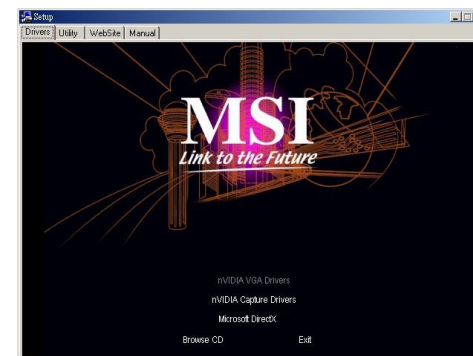 Setup
Drivers Utility WebSite Manual
MSI
Link to the Future
nVIDIA VGA Drivers
nVIDIA Capture Drivers
Microsoft DirectX
Browse CD Exit